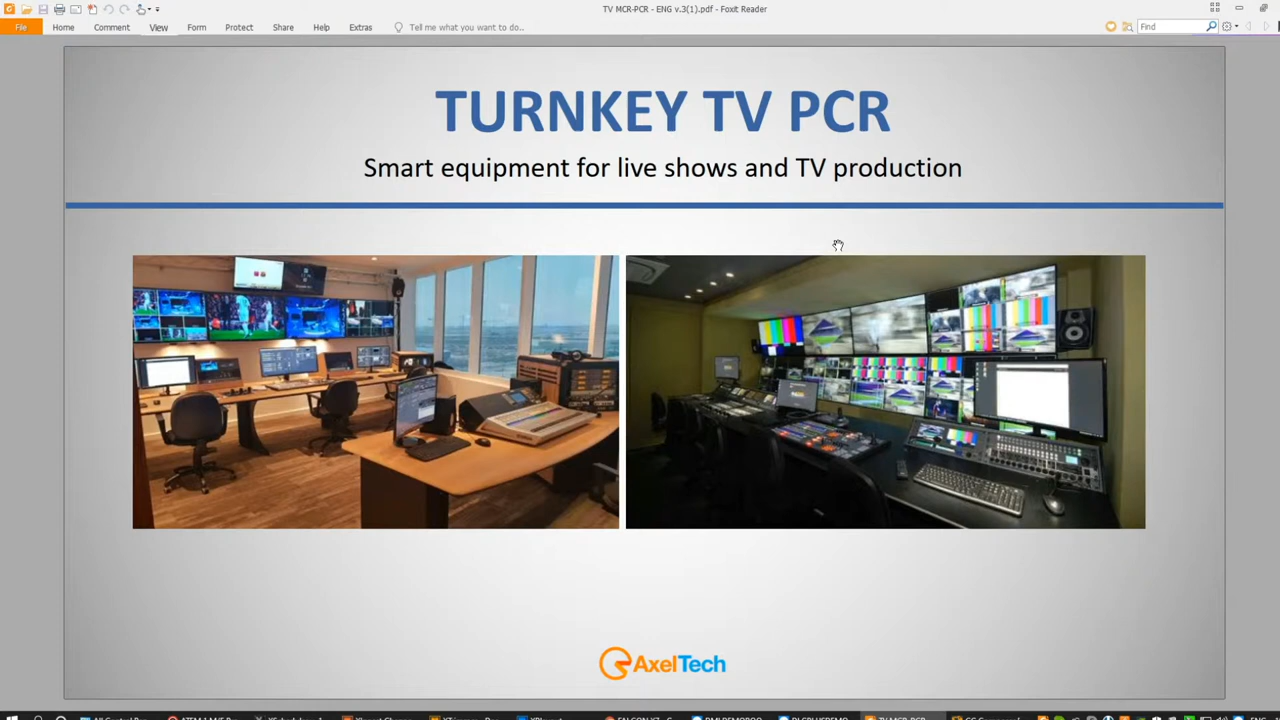 TV MCR-PCR - ENG v.3(1).pdf - Foxit Reader
File Home Comment View Form Protect Share Help Extras Tell me what you want to do.. Find
TURNKEY TV PCR
Smart equipment for live shows and TV production
AxelTech